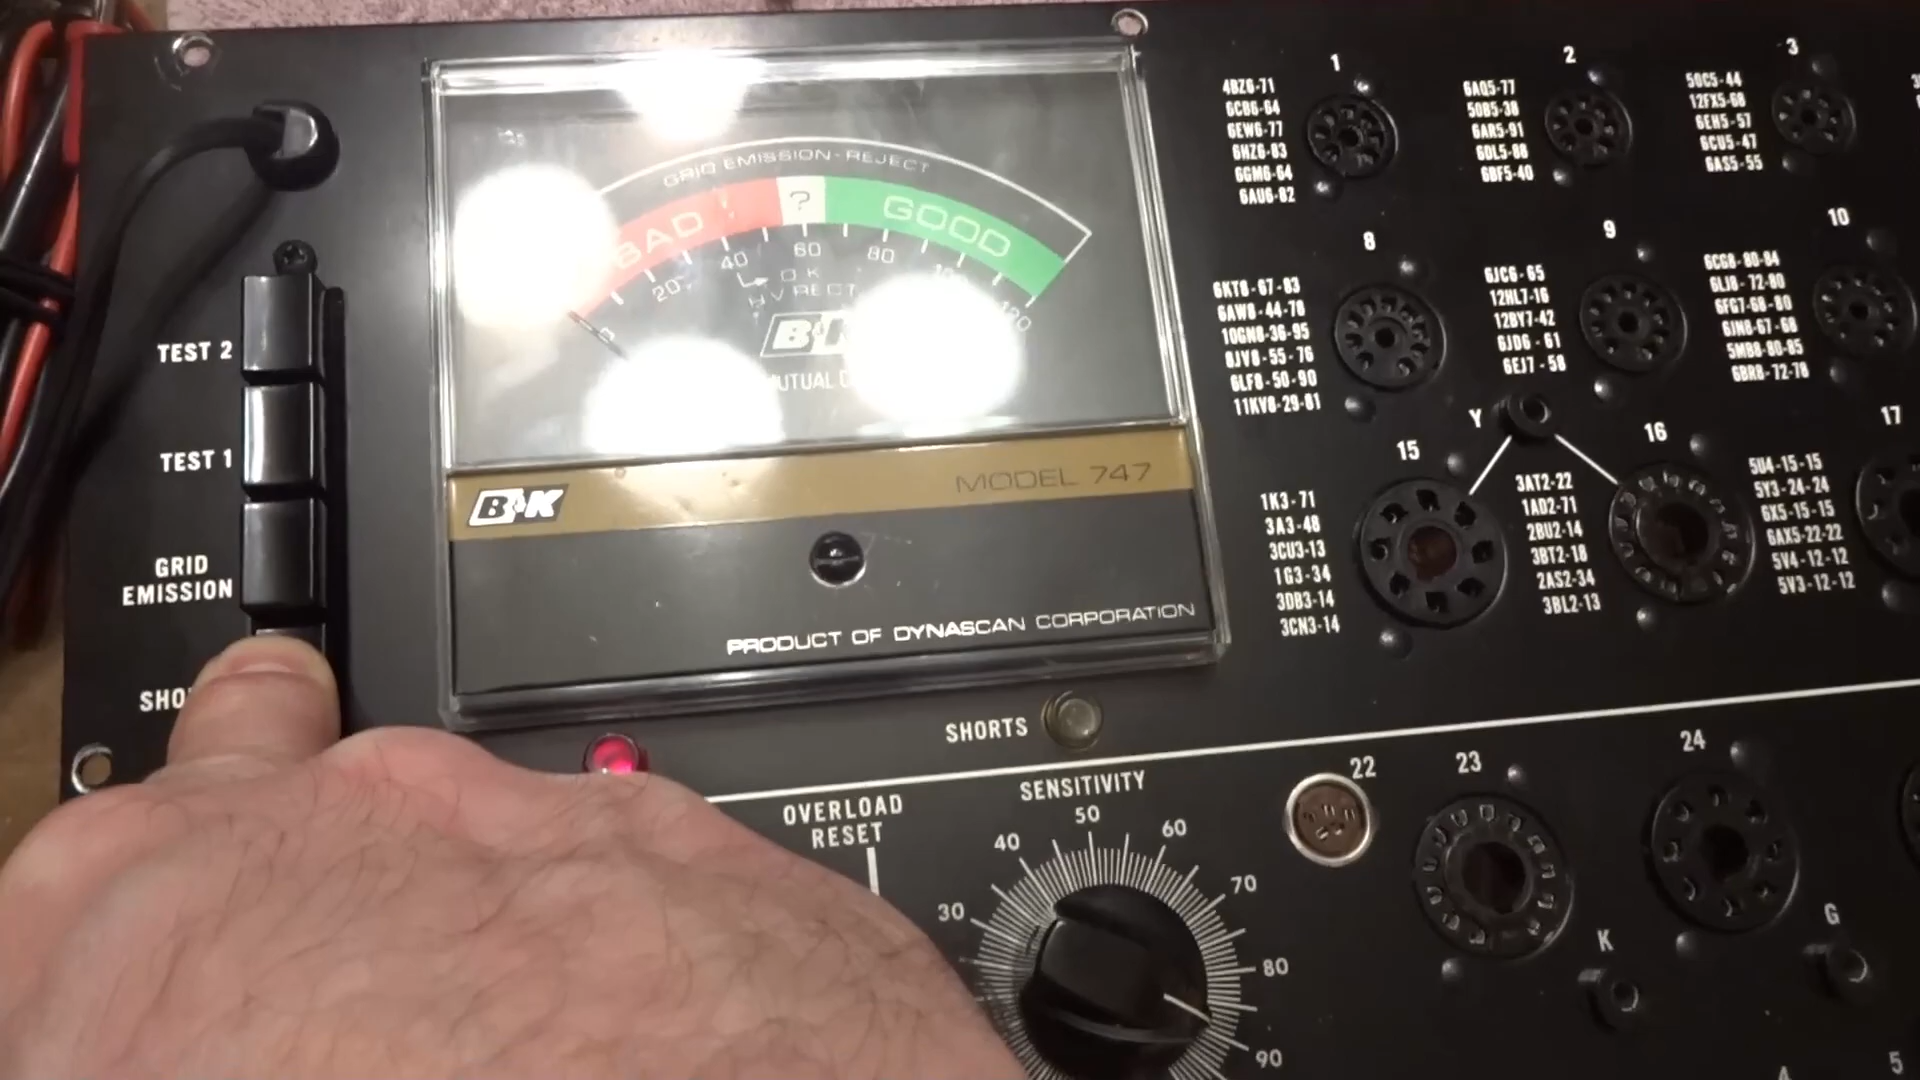 TEST 2
TEST 1
GRID
EMISSION
GRID EMISSION-REJECT
BAD
?
GOOD
0
20
40
60
80
120
OK
HV RECT
B&K
MODEL 747
PRODUCT OF DYNASCAN CORPORATION
SHORTS
OVERLOAD
RESET
SENSITIVITY
30
40
50
60
70
80
90
1
4BZ6-71
6CB6-64
6EW6-77
6HZ6-83
6GM6-64
6AU6-82
2
6AQ5-77
50B5-38
6AR5-91
6DL5-88
6BF5-40
3
50C5-44
12FX5-68
6EH5-57
6CU5-47
6AS5-55
8
6KT8-67-83
6AW8-44-78
10GN8-36-95
8JV8-55-76
6LF8-50-90
11KV8-29-81
9
6JC6-65
12HL7-16
12BY7-42
6JD6-61
6EJ7-58
10
6CG8-80-84
6LJ8-72-80
6FG7-68-80
6JN8-67-68
5MB8-80-85
6BR8-72-78
Y
15
1K3-71
3A3-48
3CU3-13
1G3-34
3DB3-14
3CN3-14
16
3AT2-22
1AD2-71
2BU2-14
3BT2-18
2AS2-34
3BL2-13
17
5U4-15-15
5Y3-24-24
6X5-15-15
6AX5-22-22
5V4-12-12
5V3-12-12
22
23
24
K
G
4
5